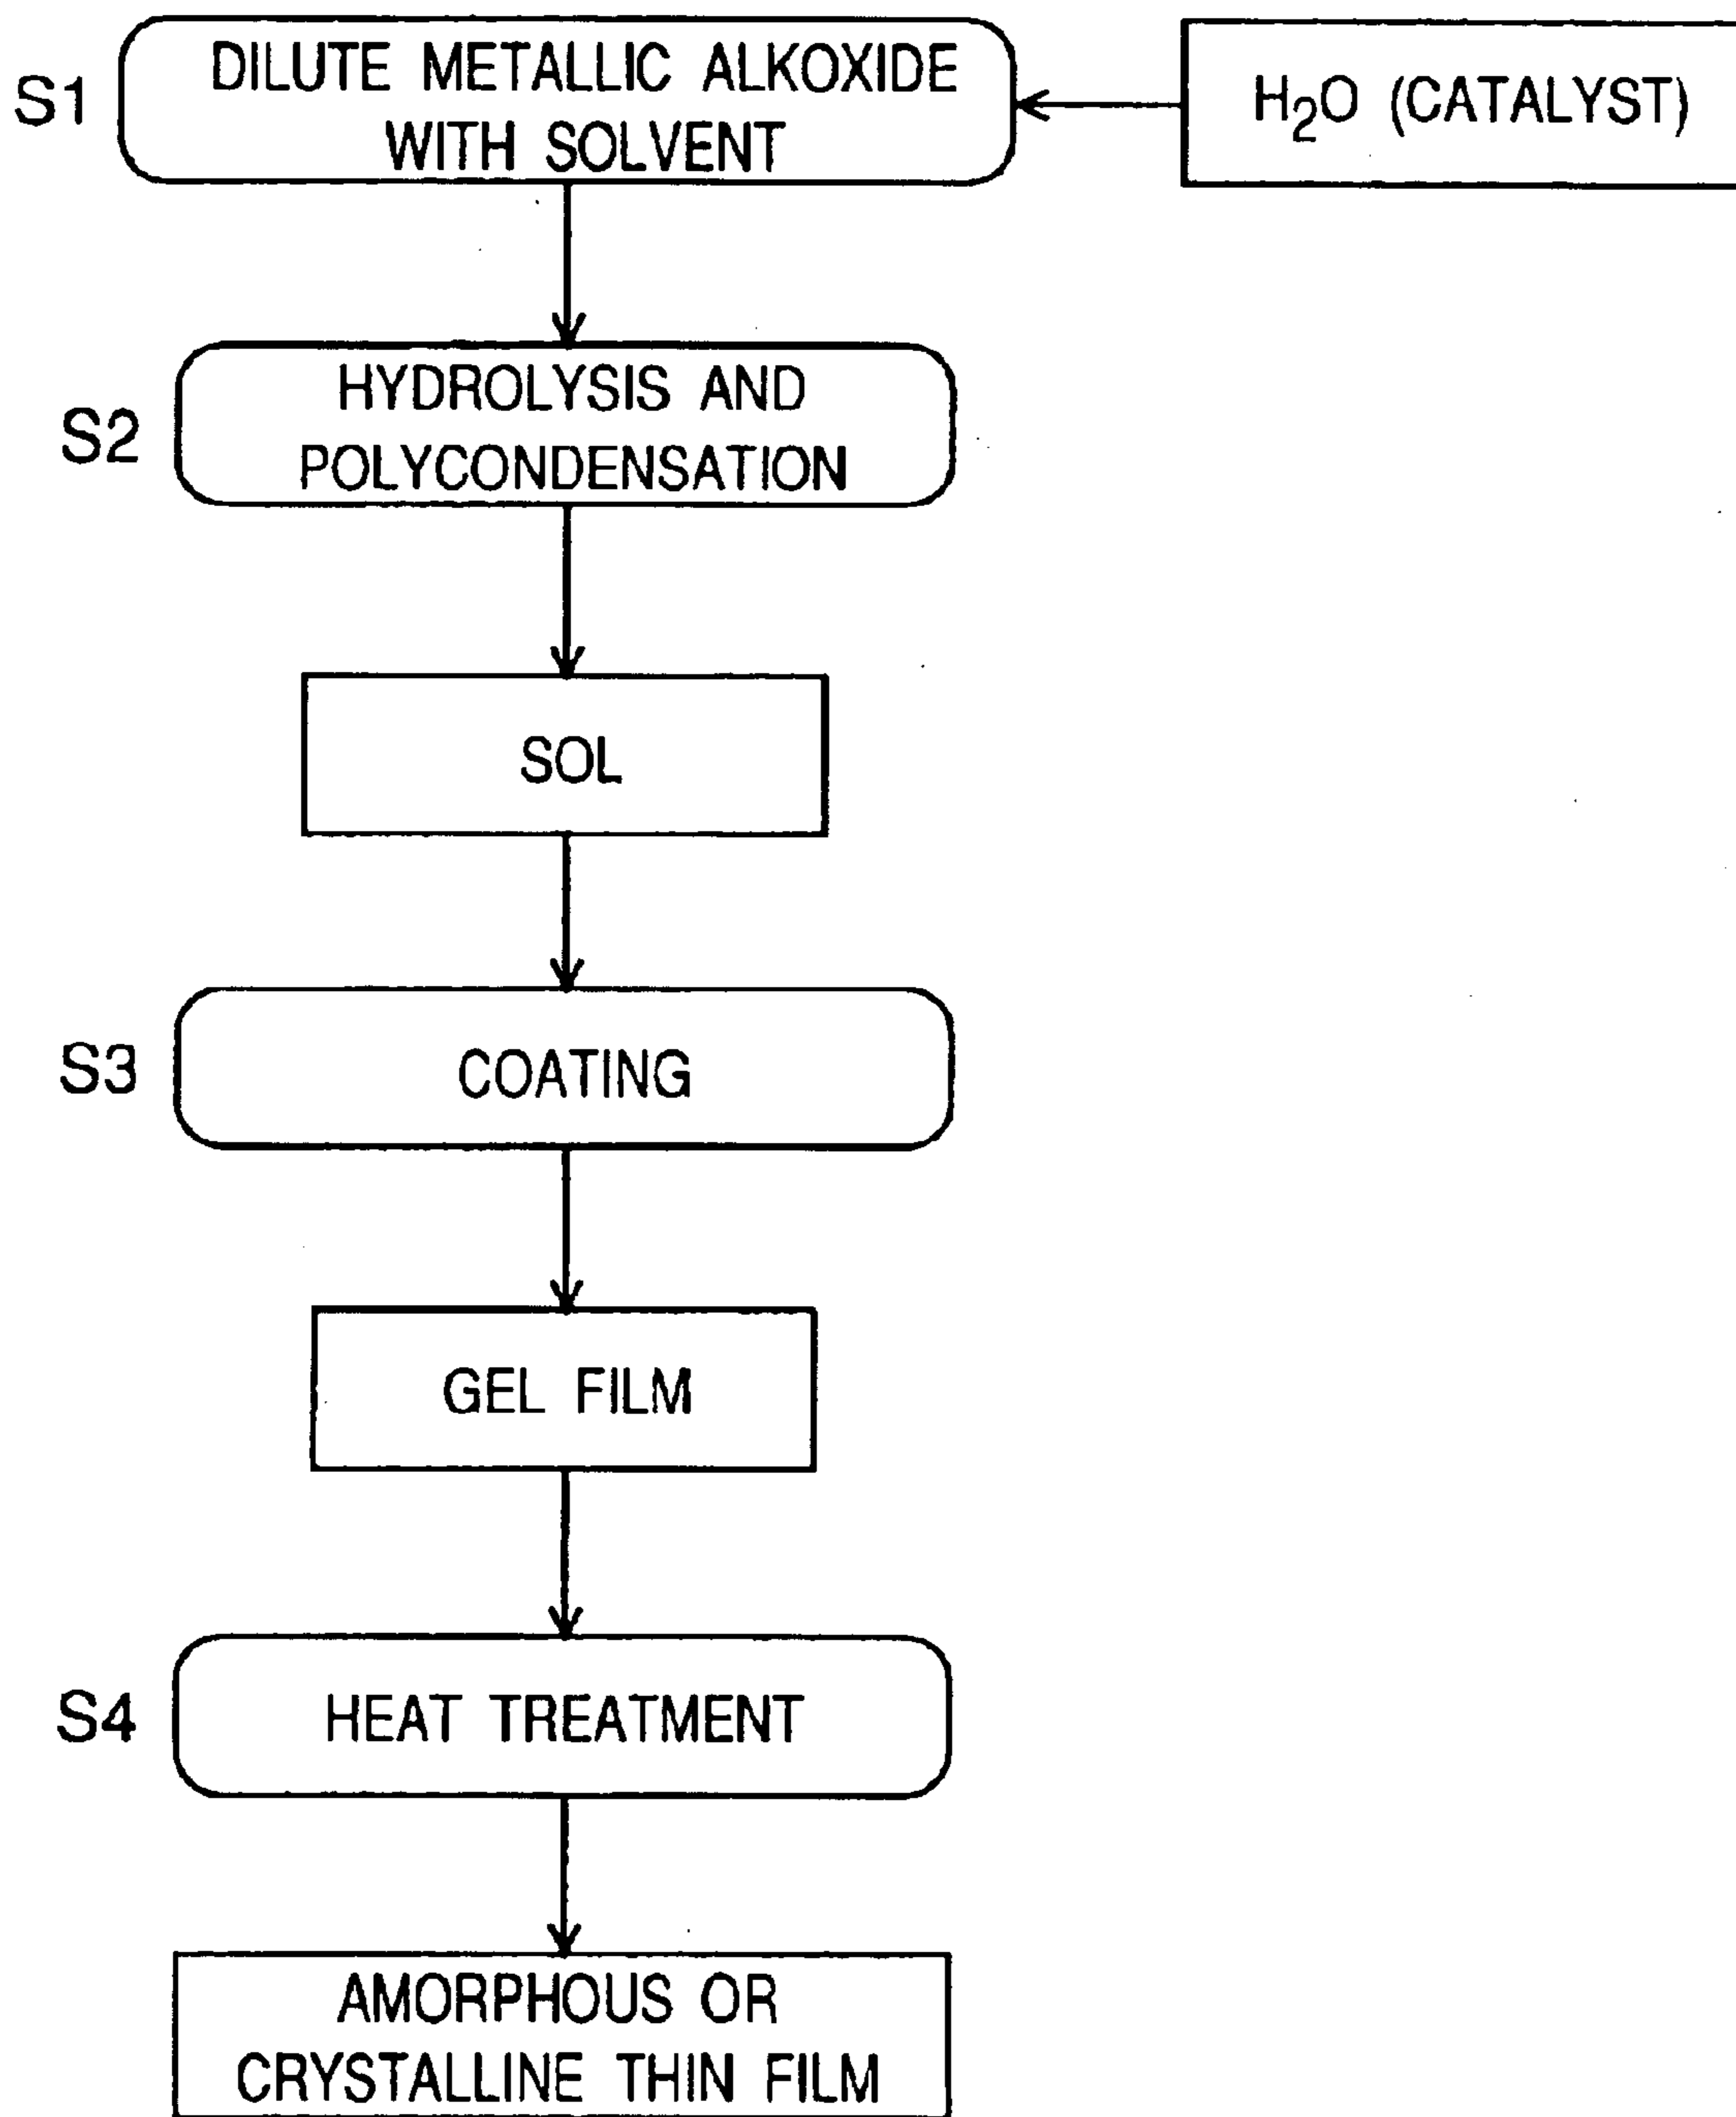 S1
DILUTE METALLIC ALKOXIDE
WITH SOLVENT
H₂O (CATALYST)
S2
HYDROLYSIS AND
POLYCONDENSATION
SOL
S3
COATING
GEL FILM
S4
HEAT TREATMENT
AMORPHOUS OR
CRYSTALLINE THIN FILM